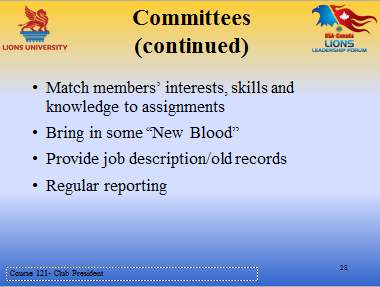 Committees
(continued)
LIONS UNIVERSITY
USA-Canada
LIONS
LEADERSHIP FORUM
• Match members’ interests, skills and
knowledge to assignments
• Bring in some “New Blood”
• Provide job description/old records
• Regular reporting
Course 121- Club President
28